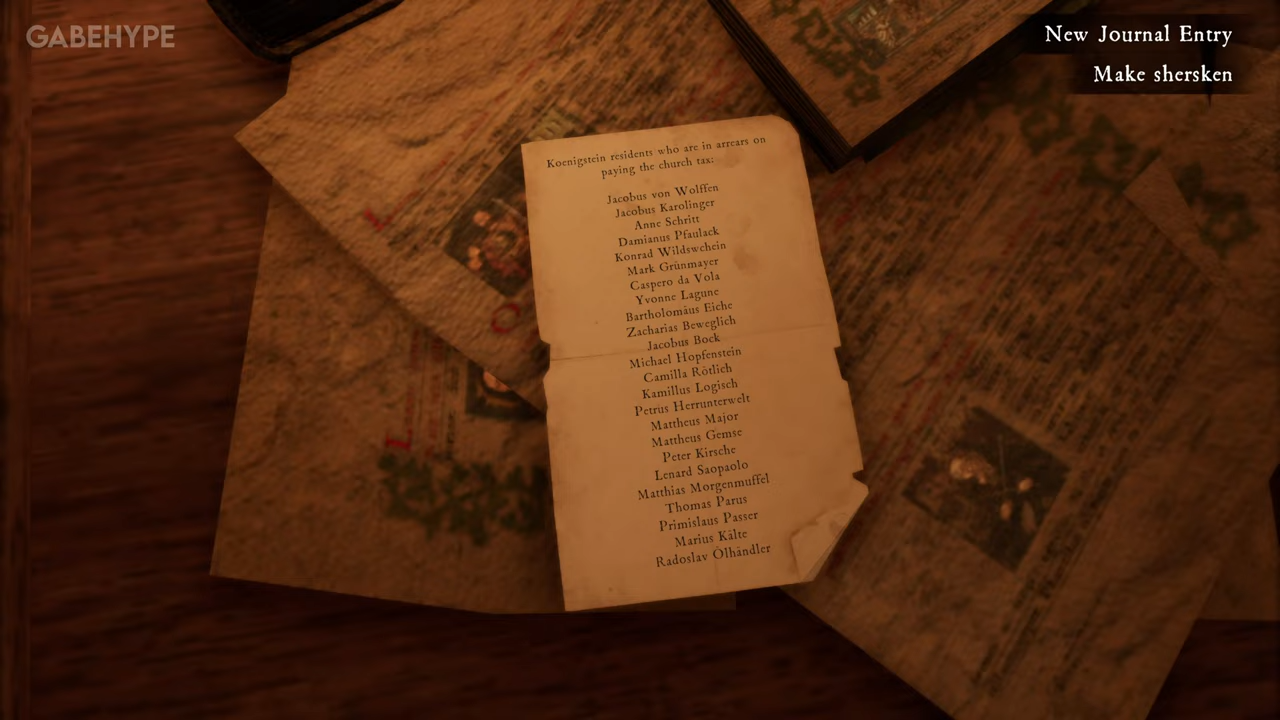 GABEHYPE
New Journal Entry
Make shersken
Koenigstein residents who are in arrears on
paying the church tax:
Jacobus von Wolffen
Jacobus Karolinger
Anne Schritt
Damianus Pfaulack
Konrad Wildswchein
Mark Grünmayer
Caspero da Vola
Yvonne Lagune
Bartholomäus Eiche
Zacharias Beweglich
Jacobus Bock
Michael Hopfenstein
Camilla Rötlich
Kamillus Logisch
Petrus Herrunterwelt
Mattheus Major
Mattheus Gemse
Peter Kirsche
Lenard Saopaolo
Matthias Morgenmuffel
Thomas Parus
Primislaus Passer
Marius Kälte
Radoslav Ölhändler